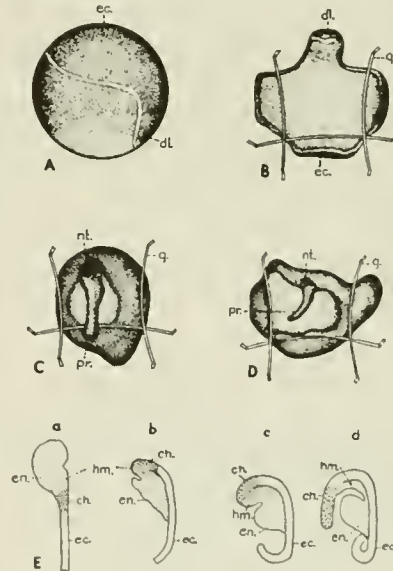 ec.
dl.
A
dl.
g.
ec.
B
nt.
g.
pr.
C
nt.
g.
pr.
D
a
b
c
d
en.
hm.
ch.
ec.
ch.
en.
ec.
ch.
hm.
en.
ec.
hm.
ch.
en.
ec.
E